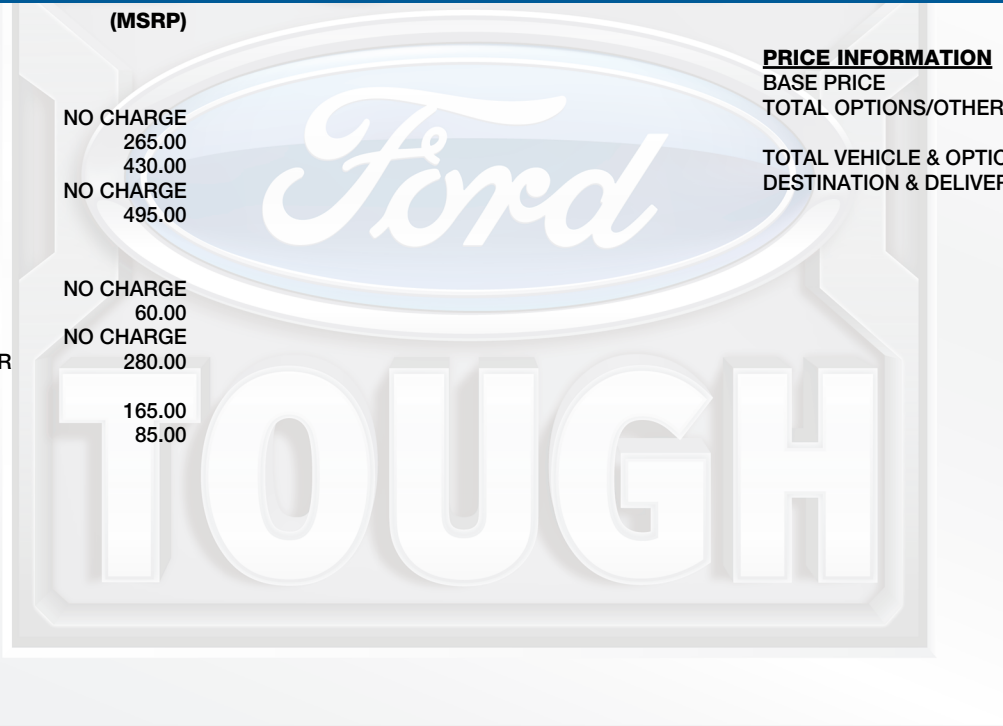 (MSRP)
NO CHARGE
265.00
430.00
NO CHARGE
495.00
NO CHARGE
60.00
NO CHARGE
R 280.00
165.00
85.00
PRICE INFORMATION
BASE PRICE
TOTAL OPTIONS/OTHER
TOTAL VEHICLE & OPTIO
DESTINATION & DELIVER
Ford
TOUGH